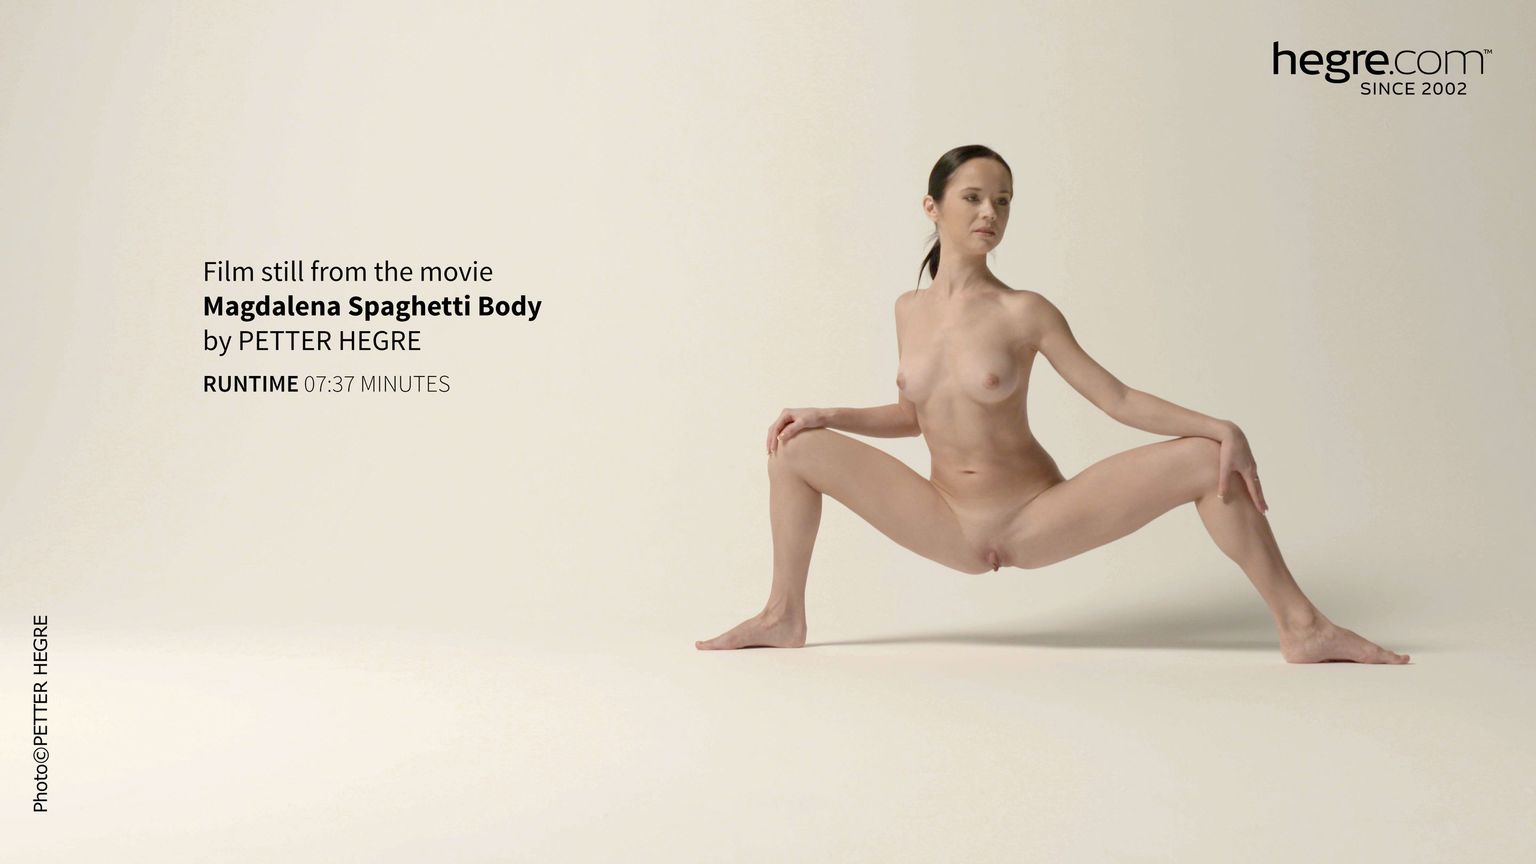 hegre.com™
SINCE 2002
Film still from the movie
Magdalena Spaghetti Body
by PETTER HEGRE
RUNTIME 07:37 MINUTES
Photo©PETTER HEGRE